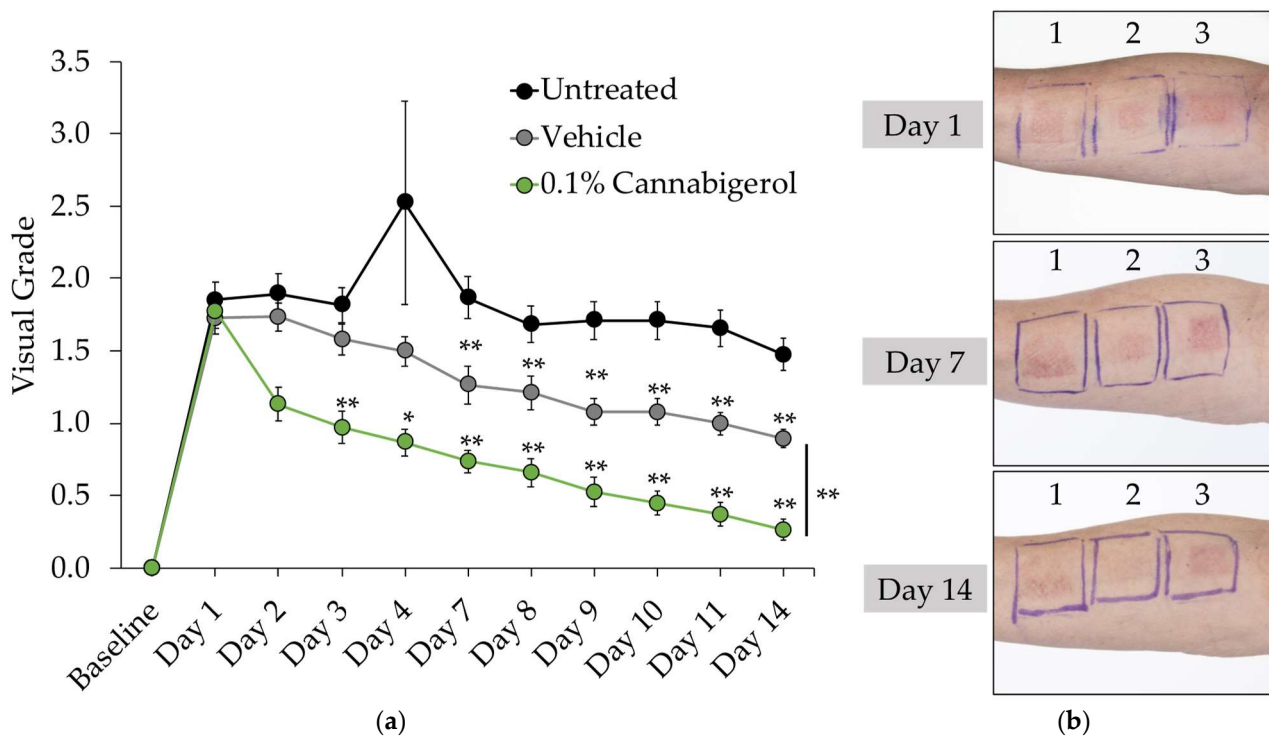 3.5
3.0
2.5
2.0
1.5
1.0
0.5
0.0
Visual Grade
Untreated
Vehicle
0.1% Cannabigerol
** ** ** ** ** **
** * ** ** ** ** ** **
**
Baseline
Day 1
Day 2
Day 3
Day 4
Day 7
Day 8
Day 9
Day 10
Day 11
Day 14
(a)
1 2 3
Day 1
1 2 3
Day 7
1 2 3
Day 14
(b)